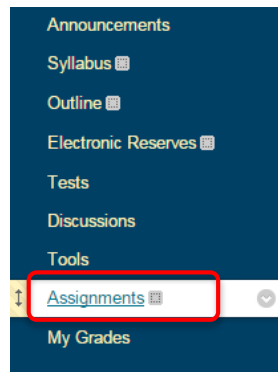 Announcements
Syllabus
Outline
Electronic Reserves
Tests
Discussions
Tools
Assignments
My Grades